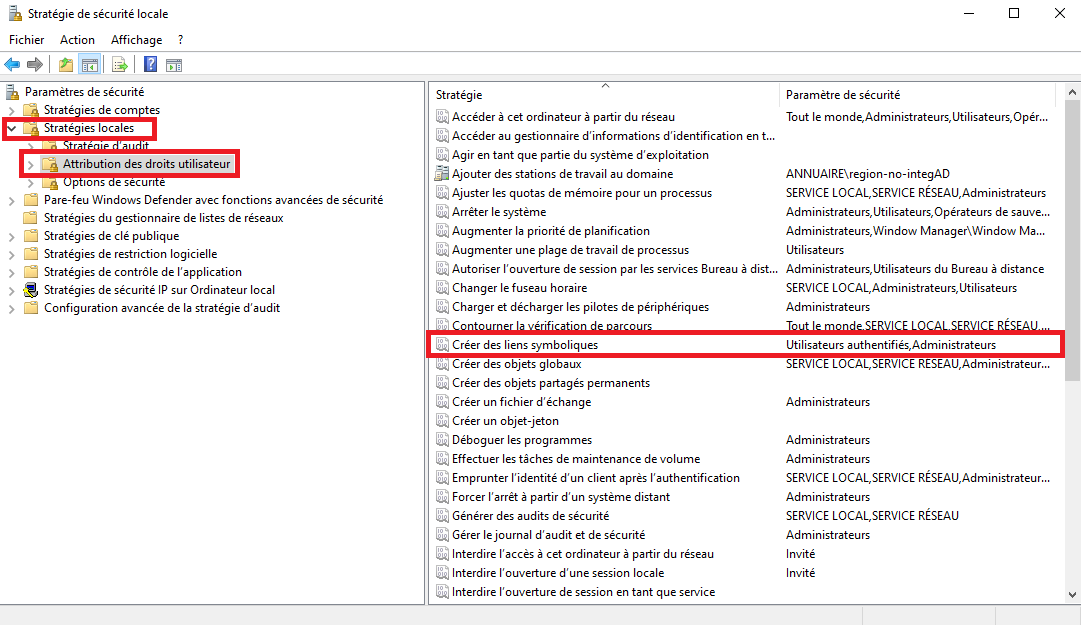 Stratégie de sécurité locale
Fichier Action Affichage ?
Paramètres de sécurité
Stratégies de comptes
Stratégies locales
Stratégie d'audit
Attribution des droits utilisateur
Options de sécurité
Pare-feu Windows Defender avec fonctions avancées de sécurité
Stratégies du gestionnaire de listes de réseaux
Stratégies de clé publique
Stratégies de restriction logicielle
Stratégies de contrôle de l'application
Stratégies de sécurité IP sur Ordinateur local
Configuration avancée de la stratégie d'audit
Stratégie Paramètre de sécurité
Accéder à cet ordinateur à partir du réseau Tout le monde,Administrateurs,Utilisateurs,Opér...
Accéder au gestionnaire d'informations d'identification en t...
Agir en tant que partie du système d'exploitation
Ajouter des stations de travail au domaine ANNUAIRE\region-no-integAD
Ajuster les quotas de mémoire pour un processus SERVICE LOCAL,SERVICE RÉSEAU,Administrateurs
Arrêter le système Administrateurs,Utilisateurs,Opérateurs de sauve...
Augmenter la priorité de planification Administrateurs,Window Manager\Window Ma...
Augmenter une plage de travail de processus Utilisateurs
Autoriser l'ouverture de session par les services Bureau à dist... Administrateurs,Utilisateurs du Bureau à distance
Changer le fuseau horaire SERVICE LOCAL,Administrateurs,Utilisateurs
Charger et décharger les pilotes de périphériques Administrateurs
Contourner la vérification de parcours Tout le monde,SERVICE LOCAL,SERVICE RÉSEAU,...
Créer des liens symboliques Utilisateurs authentifiés,Administrateurs
Créer des objets globaux SERVICE LOCAL,SERVICE RÉSEAU,Administrateur...
Créer des objets partagés permanents
Créer un fichier d'échange Administrateurs
Créer un objet-jeton
Déboguer les programmes Administrateurs
Effectuer les tâches de maintenance de volume Administrateurs
Emprunter l'identité d'un client après l'authentification SERVICE LOCAL,SERVICE RÉSEAU,Administrateur...
Forcer l'arrêt à partir d'un système distant Administrateurs
Générer des audits de sécurité SERVICE LOCAL,SERVICE RÉSEAU
Gérer le journal d'audit et de sécurité Administrateurs
Interdire l'accès à cet ordinateur à partir du réseau Invité
Interdire l'ouverture d'une session locale Invité
Interdire l'ouverture de session en tant que service